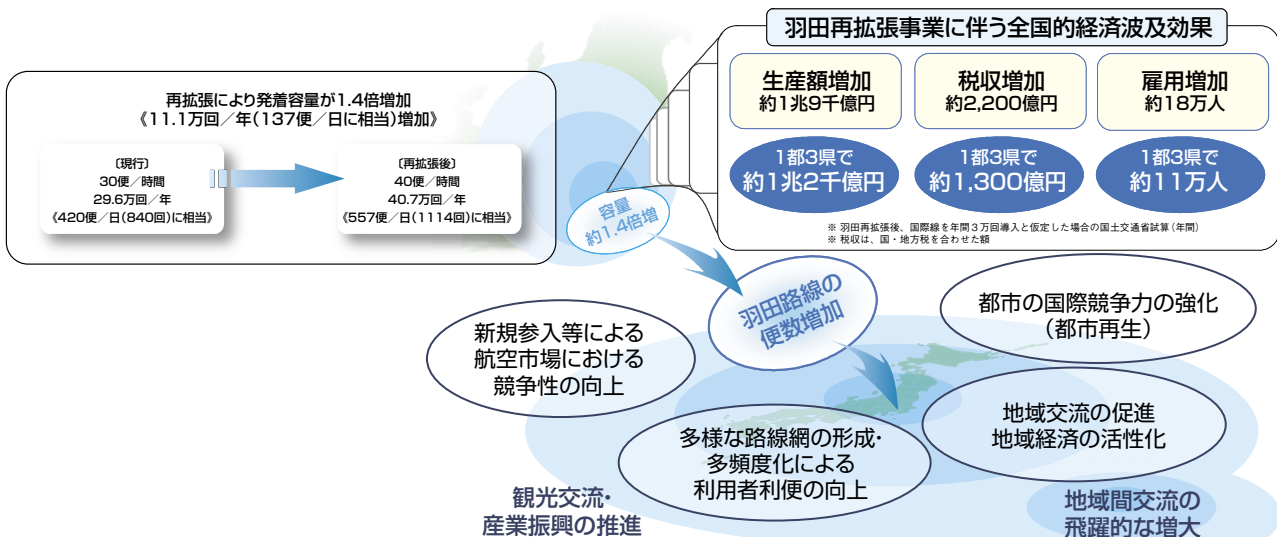 羽田再拡張事業に伴う全国的経済波及効果
生産額増加
約1兆9千億円
税収増加
約2,200億円
雇用増加
約18万人
1都3県で
約1兆2千億円
1都3県で
約1,300億円
1都3県で
約11万人
※ 羽田再拡張後、国際線を年間３万回導入と仮定した場合の国土交通省試算(年間)
※ 税収は、国・地方税を合わせた額
再拡張により発着容量が1.4倍増加
《11.1万回／年(137便／日に相当)増加》
〔現行〕
30便／時間
29.6万回／年
《420便／日(840回)に相当》
〔再拡張後〕
40便／時間
40.7万回／年
《557便／日(1114回)に相当》
容量
約1.4倍増
羽田路線の
便数増加
新規参入等による
航空市場における
競争性の向上
都市の国際競争力の強化
（都市再生）
多様な路線網の形成・
多頻度化による
利用者利便の向上
地域交流の促進
地域経済の活性化
観光交流・
産業振興の推進
地域間交流の
飛躍的な増大